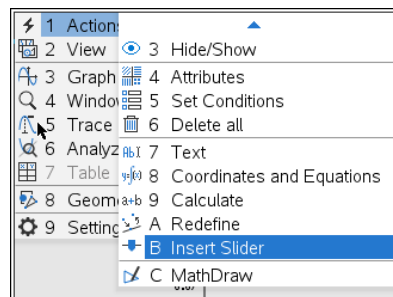 1 Action
2 View
3 Graph
4 Windo
5 Trace
6 Analyz
7 Table
8 Geom
9 Setting
3 Hide/Show
4 Attributes
5 Set Conditions
6 Delete all
7 Text
8 Coordinates and Equations
9 Calculate
A Redefine
B Insert Slider
C MathDraw